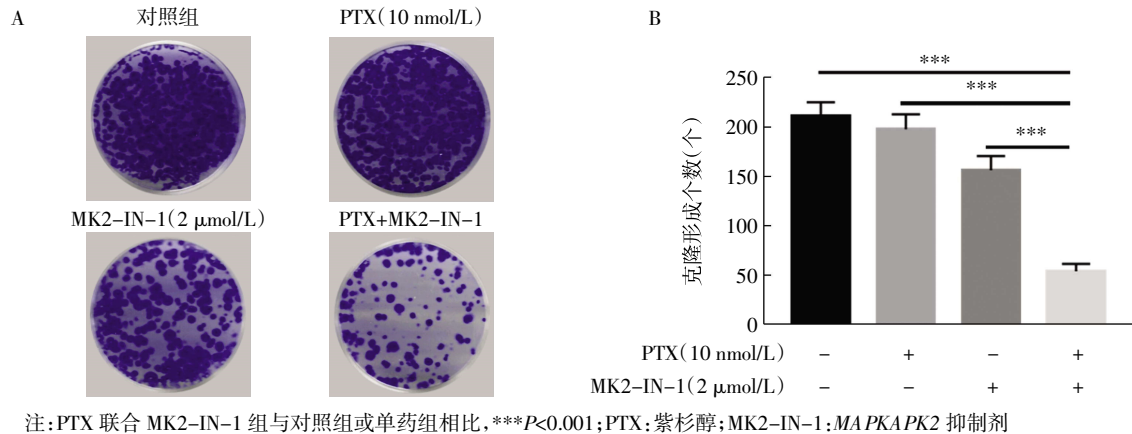 A
对照组
PTX(10 nmol/L)
MK2-IN-1(2 μmol/L)
PTX+MK2-IN-1
B
***
***
***
250
200
150
100
50
0
克隆形成个数(个)
PTX(10 nmol/L) − + − +
MK2-IN-1(2 μmol/L) − − + +
注:PTX 联合 MK2-IN-1 组与对照组或单药组相比,***P<0.001;PTX:紫杉醇;MK2-IN-1:MAPKAPK2 抑制剂